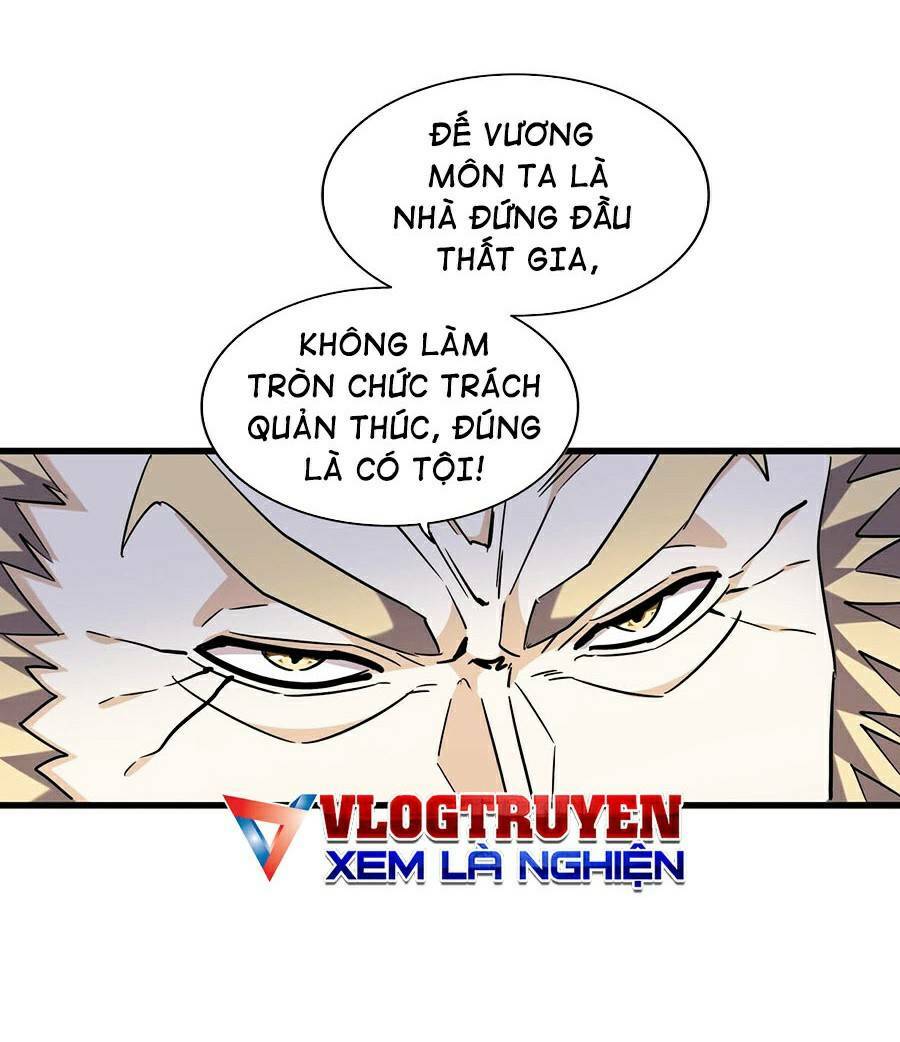 ĐẾ VƯƠNG
MÔN TA LÀ
NHÀ ĐỨNG ĐẦU
THẤT GIA,
KHÔNG LÀM
TRÒN CHỨC TRÁCH
QUẢN THÚC, ĐÚNG
LÀ CÓ TỘI!
VLOGTRUYEN
XEM LÀ NGHIỆN